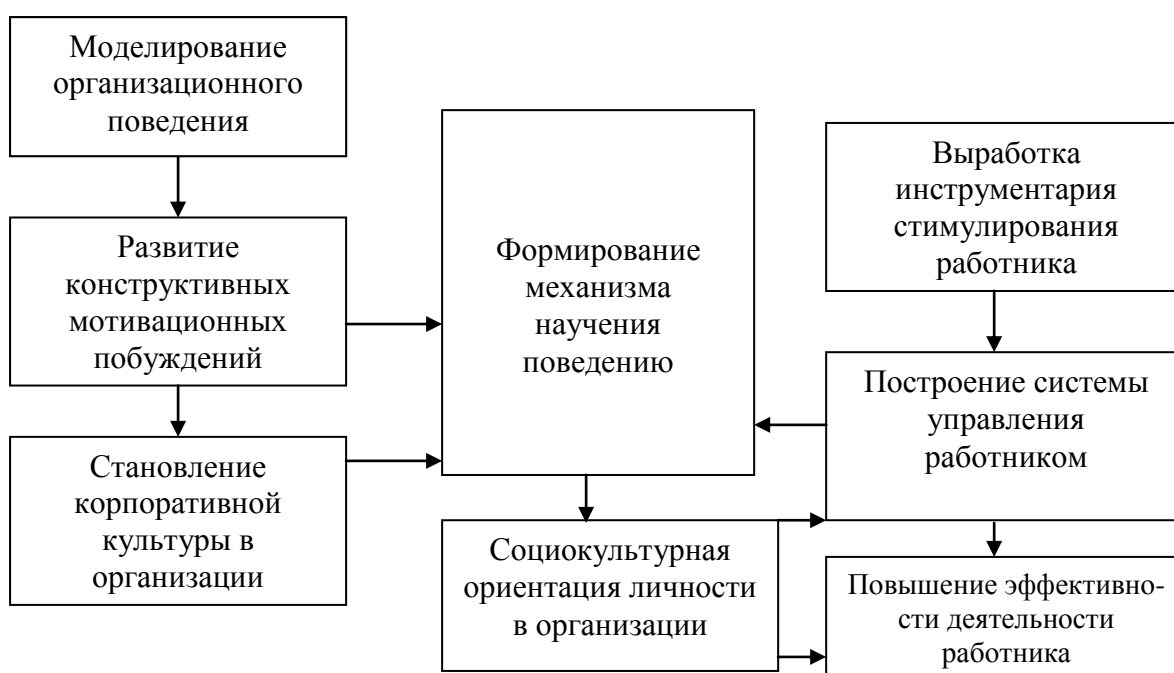 Моделирование
организационного
поведения
Развитие
конструктивных
мотивационных
побуждений
Становление
корпоративной
культуры в
организации
Формирование
механизма
научения
поведению
Социокультурная
ориентация личности
в организации
Выработка
инструментария
стимулирования
работника
Построение системы
управления
работником
Повышение эффективно-
сти деятельности
работника